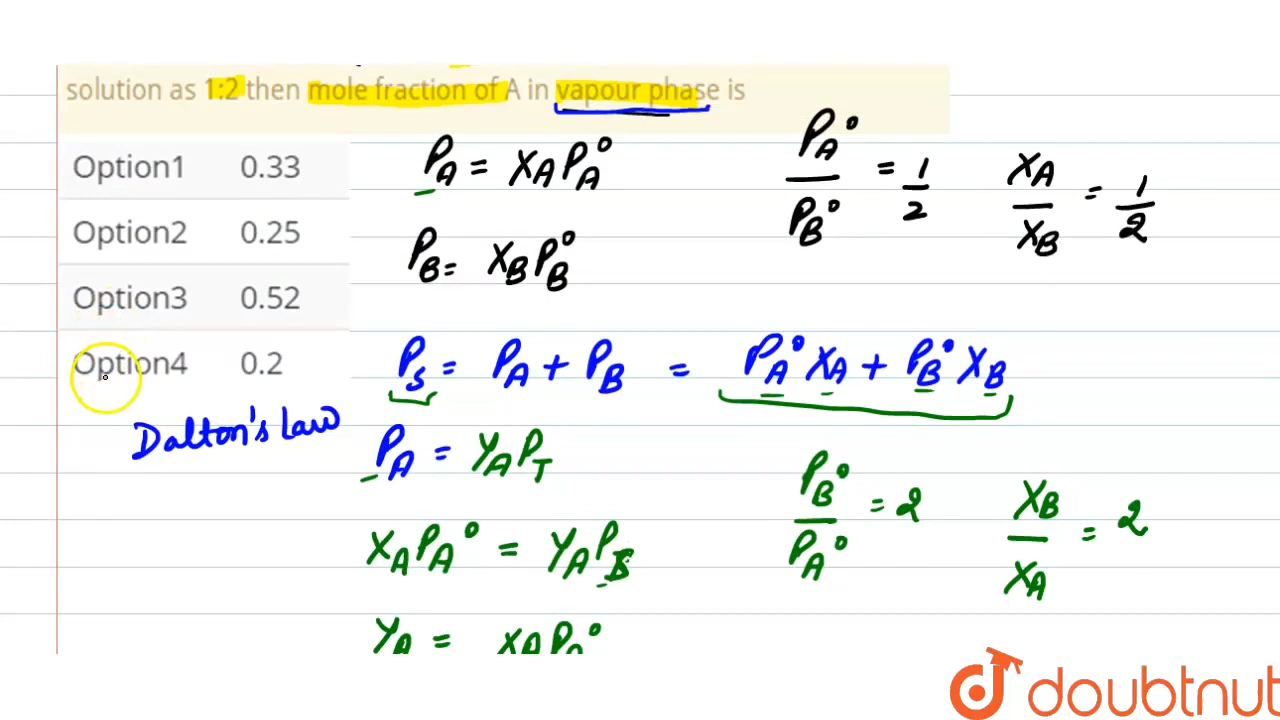 solution as 1:2 then mole fraction of A in vapour phase is
Option1 0.33
Option2 0.25
Option3 0.52
Option4 0.2
P_A = X_A P_A°
P_B = X_B P_B°
P_A° / P_B° = 1/2
X_A / X_B = 1/2
P_S = P_A + P_B = P_A° X_A + P_B° X_B
Dalton's Law
P_A = Y_A P_T
X_A P_A° = Y_A P
P_B° / P_A° = 2
X_B / X_A = 2
Y_A = X_A P_A°
doubtnut